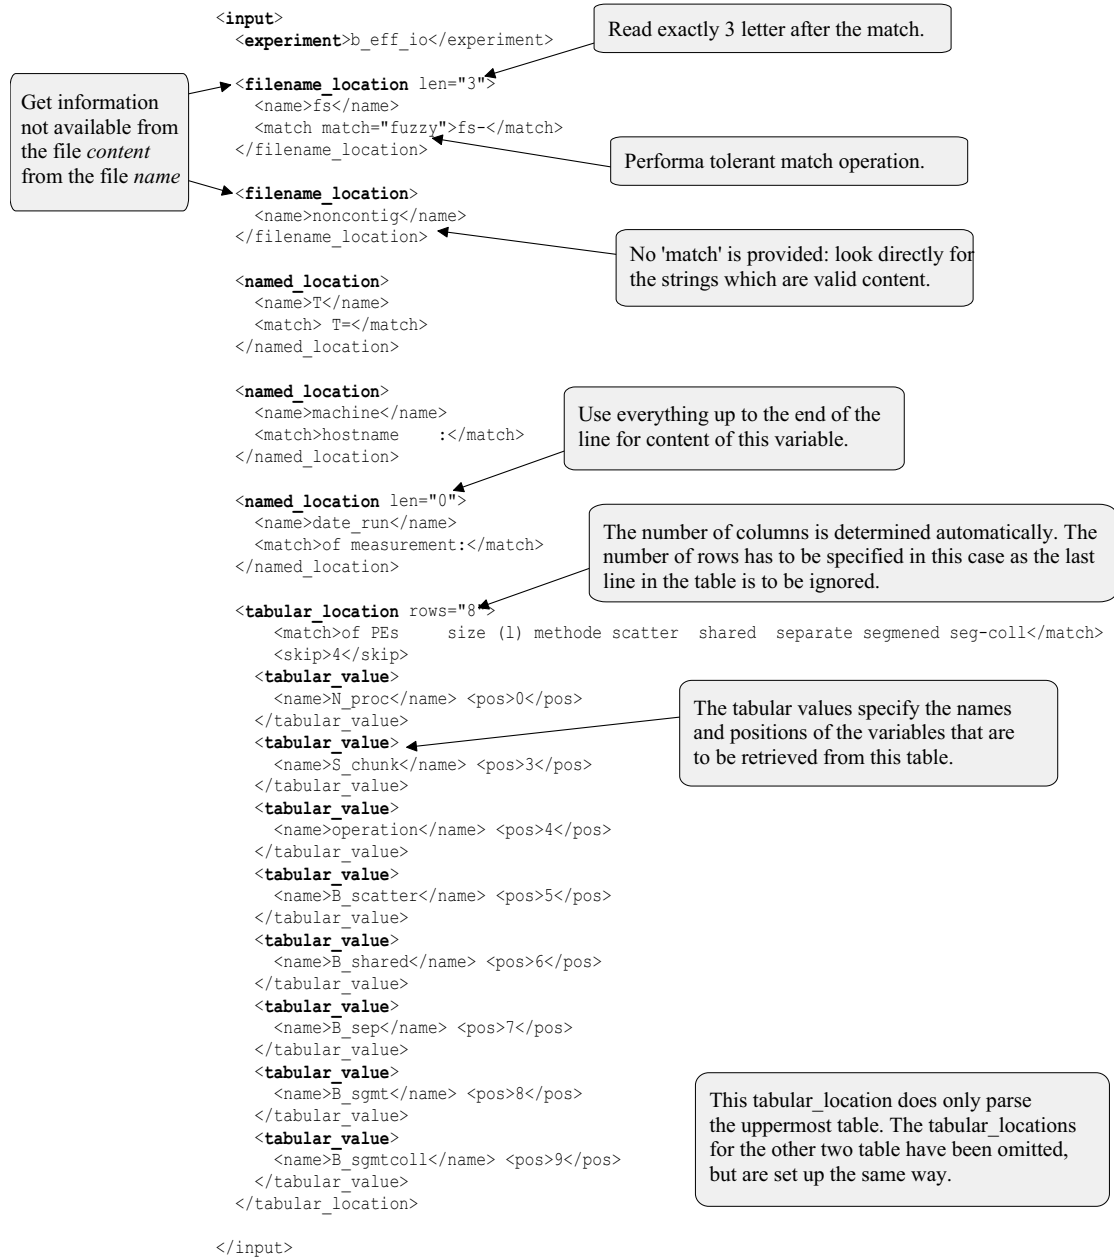 <input>
<experiment>b_eff_io</experiment>
Read exactly 3 letter after the match.
<filename_location len="3">
<name>fs</name>
<match match="fuzzy">fs-</match>
</filename_location>
Get information
not available from
the file content
from the file name
Performa tolerant match operation.
<filename_location>
<name>noncontig</name>
</filename_location>
No 'match' is provided: look directly for
the strings which are valid content.
<named_location>
<name>T</name>
<match> T=</match>
</named_location>
<named_location>
<name>machine</name>
<match>hostname    :</match>
</named_location>
Use everything up to the end of the
line for content of this variable.
<named_location len="0">
<name>date_run</name>
<match>of measurement:</match>
</named_location>
The number of columns is determined automatically. The
number of rows has to be specified in this case as the last
line in the table is to be ignored.
<tabular_location rows="8">
<match>of PEs     size (l) methode scatter  shared  separate segmened seg-coll</match>
<skip>4</skip>
<tabular_value>
<name>N_proc</name> <pos>0</pos>
</tabular_value>
<tabular_value>
<name>S_chunk</name> <pos>3</pos>
</tabular_value>
The tabular values specify the names
and positions of the variables that are
to be retrieved from this table.
<tabular_value>
<name>operation</name> <pos>4</pos>
</tabular_value>
<tabular_value>
<name>B_scatter</name> <pos>5</pos>
</tabular_value>
<tabular_value>
<name>B_shared</name> <pos>6</pos>
</tabular_value>
<tabular_value>
<name>B_sep</name> <pos>7</pos>
</tabular_value>
<tabular_value>
<name>B_sgmt</name> <pos>8</pos>
</tabular_value>
<tabular_value>
<name>B_sgmtcoll</name> <pos>9</pos>
</tabular_value>
</tabular_location>
This tabular_location does only parse
the uppermost table. The tabular_locations
for the other two table have been omitted,
but are set up the same way.
</input>